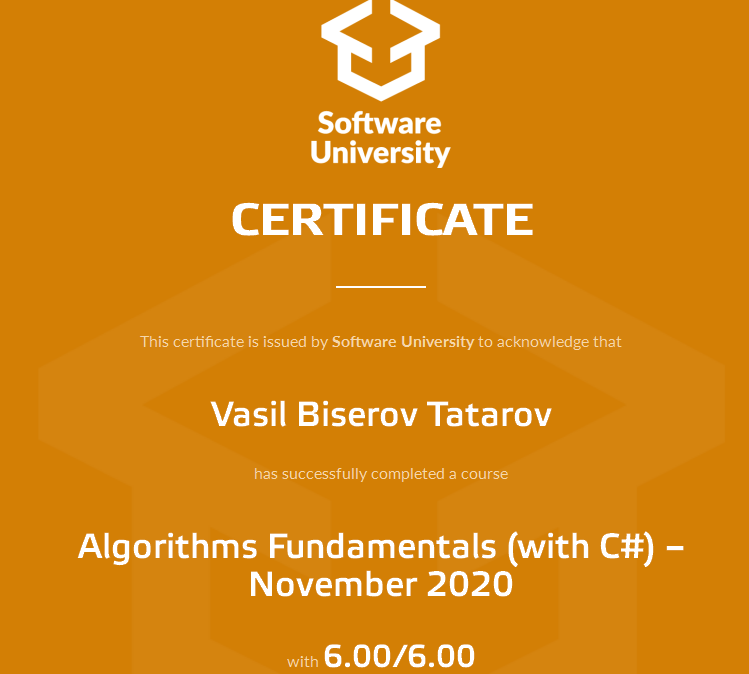 Software
University
CERTIFICATE
This certificate is issued by Software University to acknowledge that
Vasil Biserov Tatarov
has successfully completed a course
Algorithms Fundamentals (with C#) –
November 2020
with 6.00/6.00